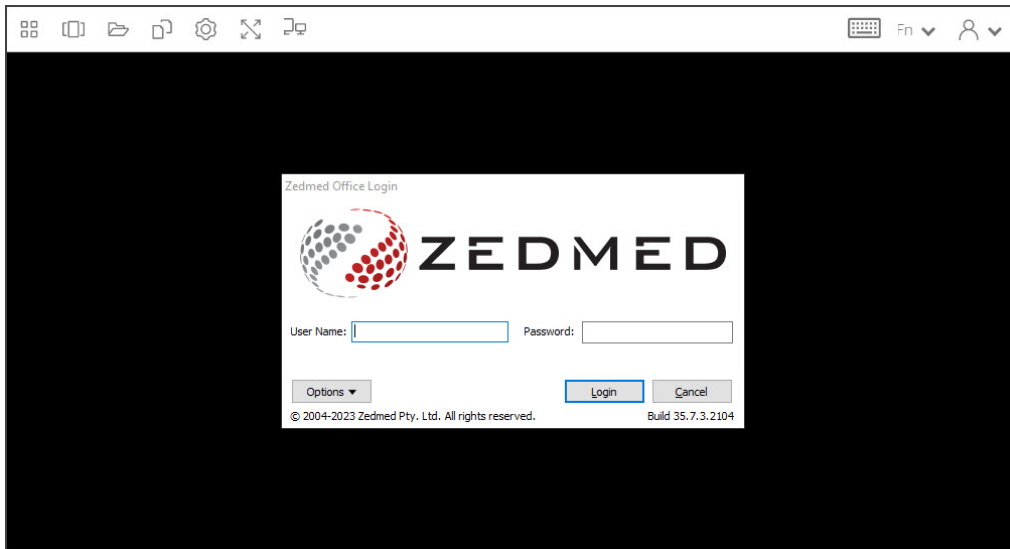 Fn
Zedmed Office Login
ZEDMED
User Name: Password:
Options Login Cancel
© 2004-2023 Zedmed Pty. Ltd. All rights reserved. Build 35.7.3.2104